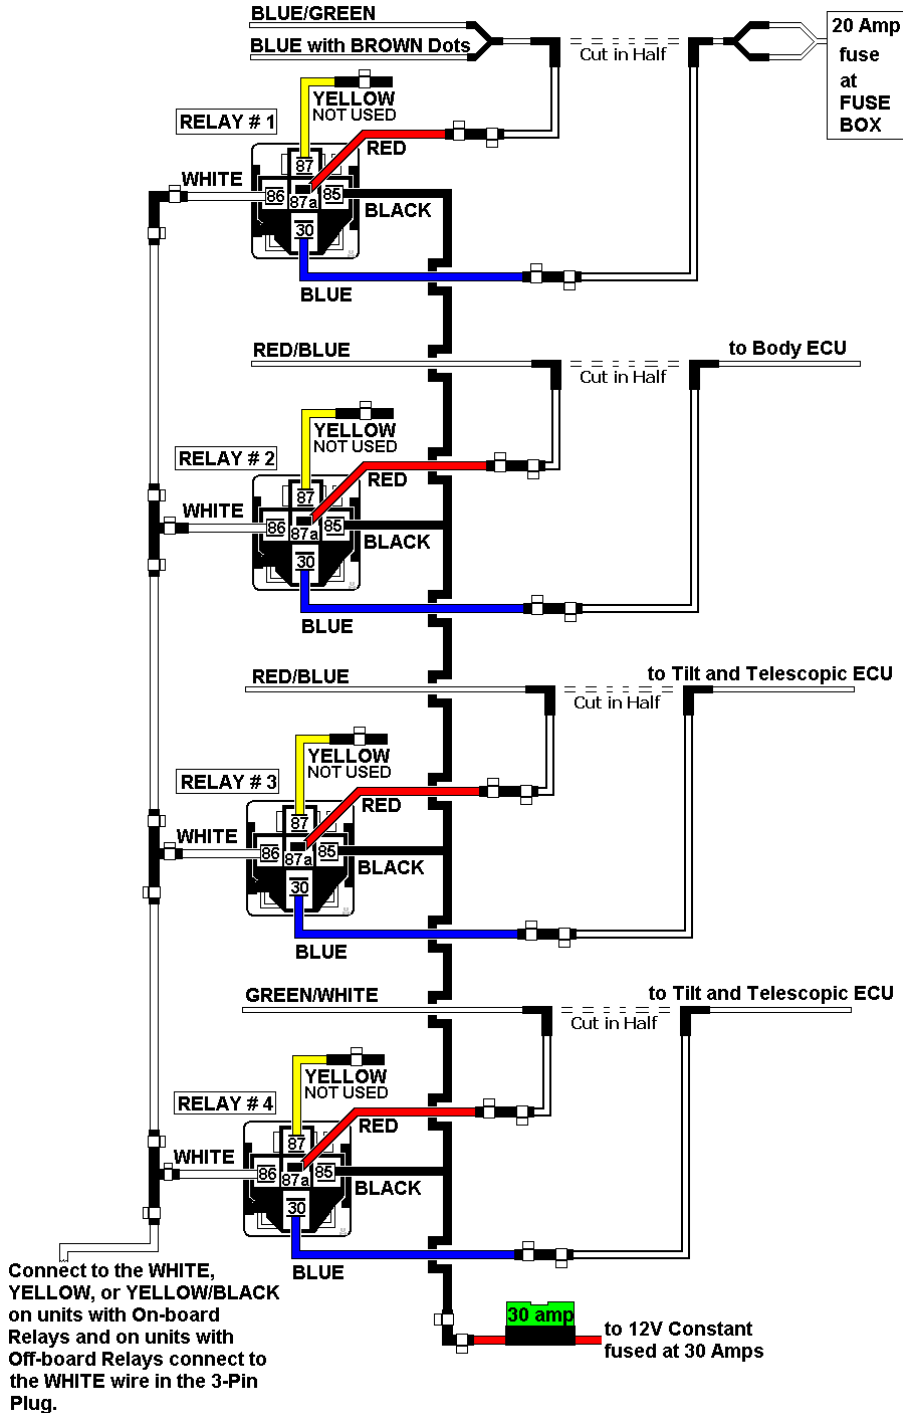 BLUE/GREEN
BLUE with BROWN Dots
Cut in Half
20 Amp
fuse
at
FUSE
BOX
YELLOW
NOT USED
RELAY # 1
RED
87
WHITE
86
87a
85
BLACK
30
BLUE
RED/BLUE
to Body ECU
Cut in Half
YELLOW
NOT USED
RELAY # 2
RED
87
WHITE
86
87a
85
BLACK
30
BLUE
RED/BLUE
to Tilt and Telescopic ECU
Cut in Half
YELLOW
NOT USED
RELAY # 3
RED
87
WHITE
86
87a
85
BLACK
30
BLUE
GREEN/WHITE
to Tilt and Telescopic ECU
Cut in Half
YELLOW
NOT USED
RELAY # 4
RED
87
WHITE
86
87a
85
BLACK
30
BLUE
Connect to the WHITE,
YELLOW, or YELLOW/BLACK
on units with On-board
Relays and on units with
Off-board Relays connect to
the WHITE wire in the 3-Pin
Plug.
30 amp
to 12V Constant
fused at 30 Amps